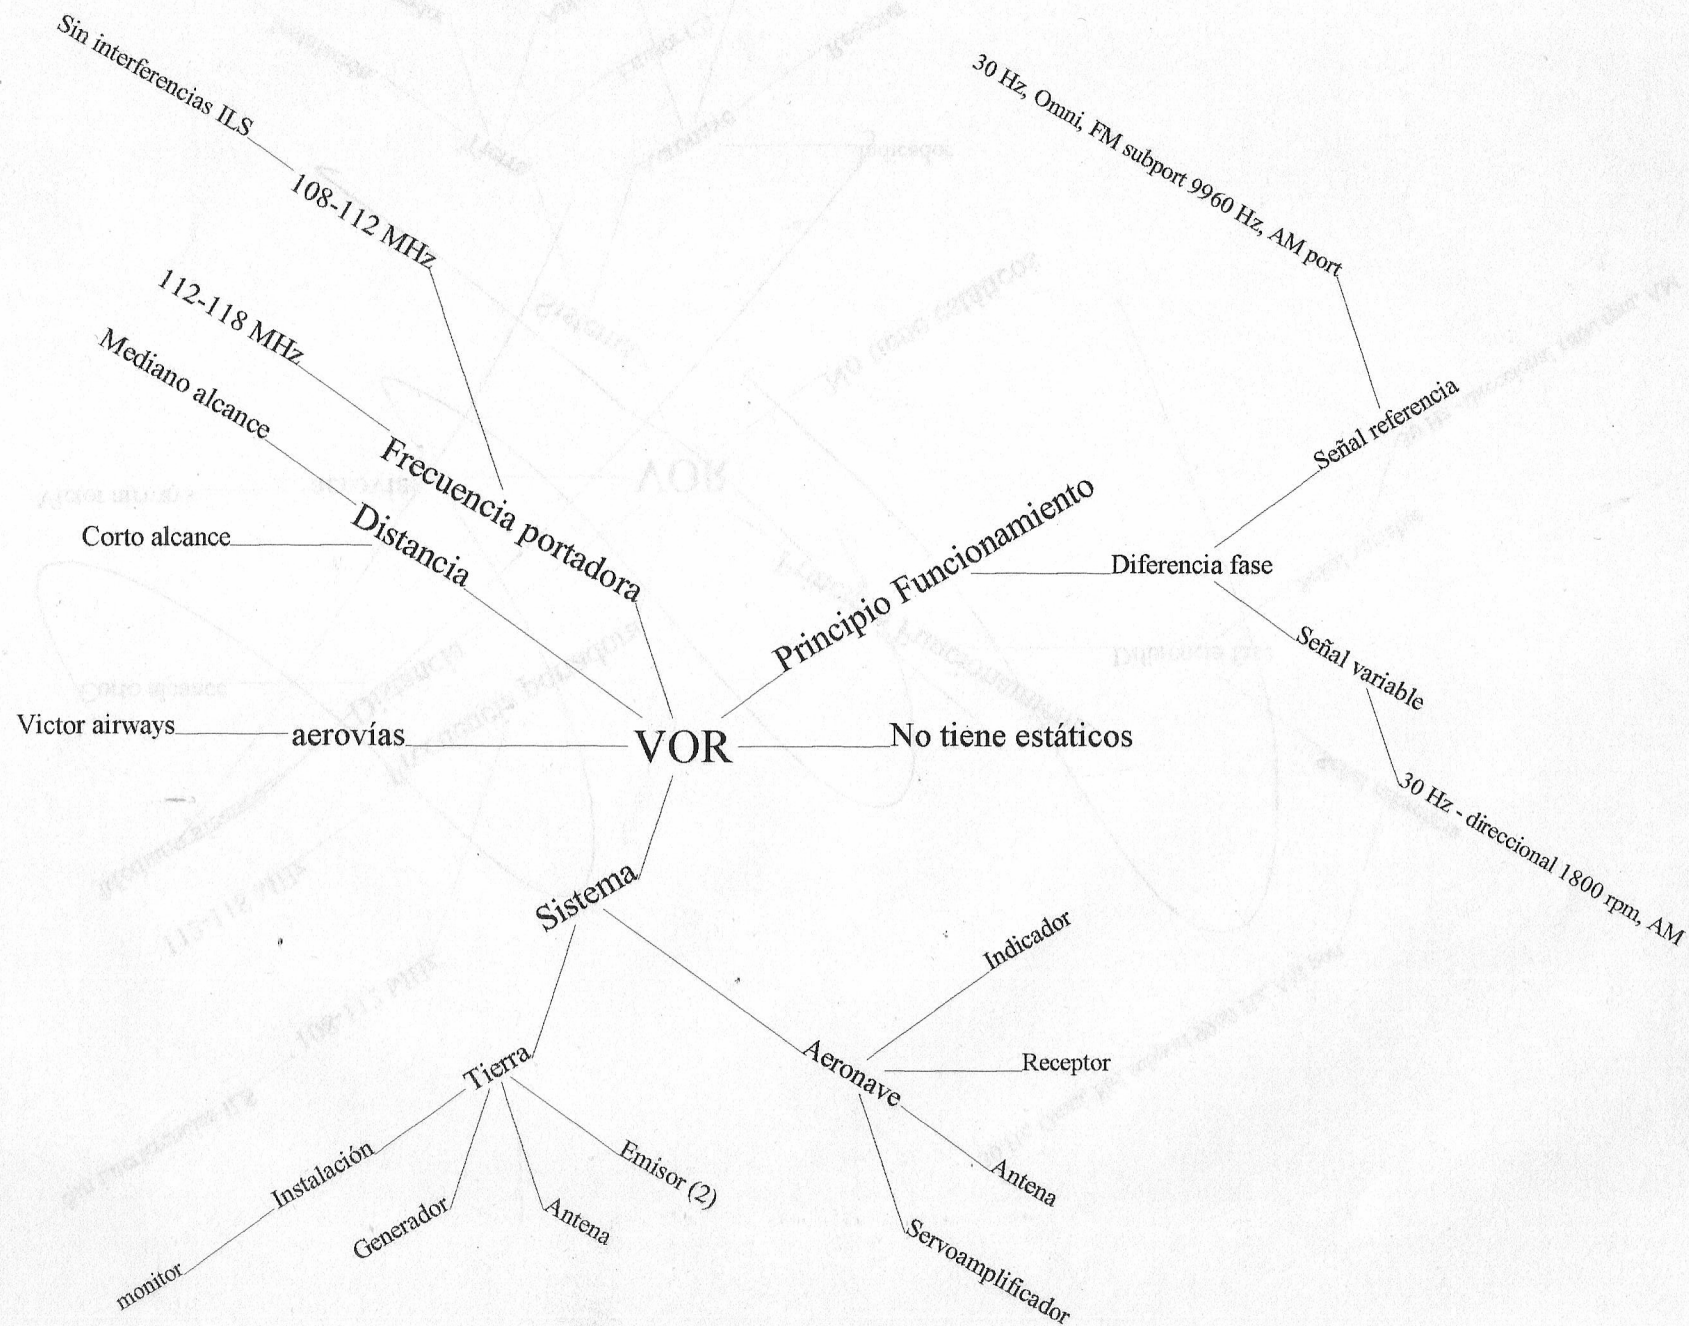 Sin interferencias ILS
108-112 MHz
112-118 MHz
Mediano alcance
Frecuencia portadora
Distancia
Corto alcance
Victor airways
aerovías
VOR
No tiene estáticos
Principio Funcionamiento
Diferencia fase
Señal referencia
30 Hz, Omni, FM subport 9960 Hz, AM port
Señal variable
30 Hz - direccional 1800 rpm, AM
Sistema
Tierra
Instalación
monitor
Generador
Antena
Emisor (2)
Aeronave
Indicador
Receptor
Antena
Servoamplificador